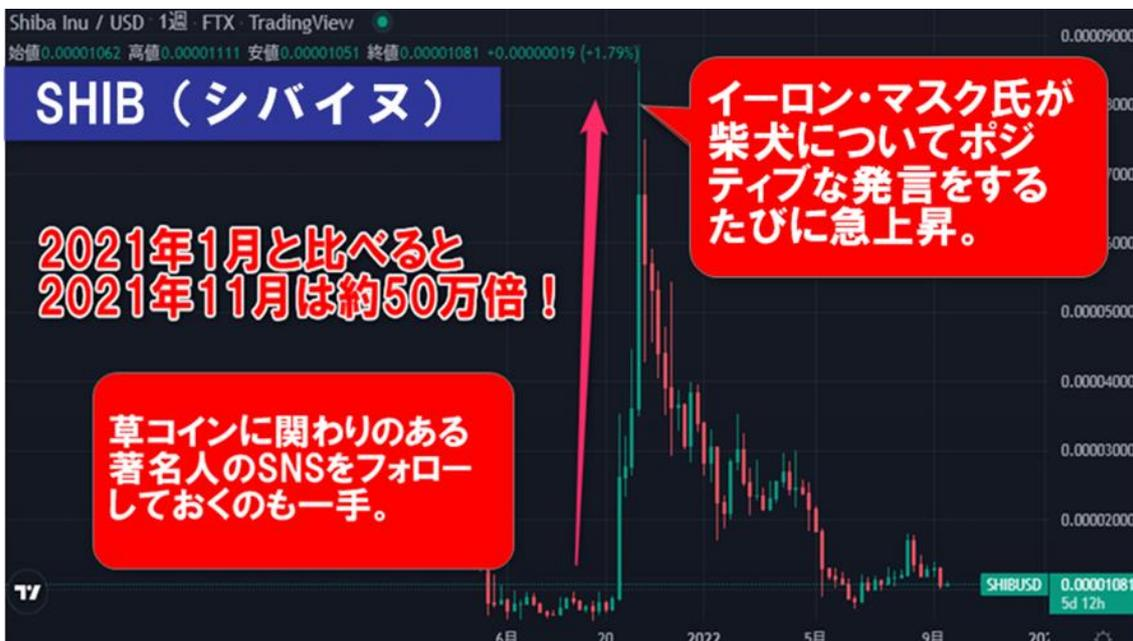 Shiba Inu / USD · 1週 · FTX · TradingView
始値0.00001062 高値0.00001111 安値0.00001051 終値0.00001081 +0.00000019 (+1.79%)
SHIB（シバイヌ）
イーロン・マスク氏が
柴犬についてポジ
ティブな発言をする
たびに急上昇。
2021年1月と比べると
2021年11月は約50万倍！
草コインに関わりのある
著名人のSNSをフォロー
しておくのも一手。
0.00009000
8000
7000
6000
0.00005000
0.00004000
0.00003000
0.00002000
SHIBUSD 0.00001081
5d 12h
6月 20 2022 5月 9月 202